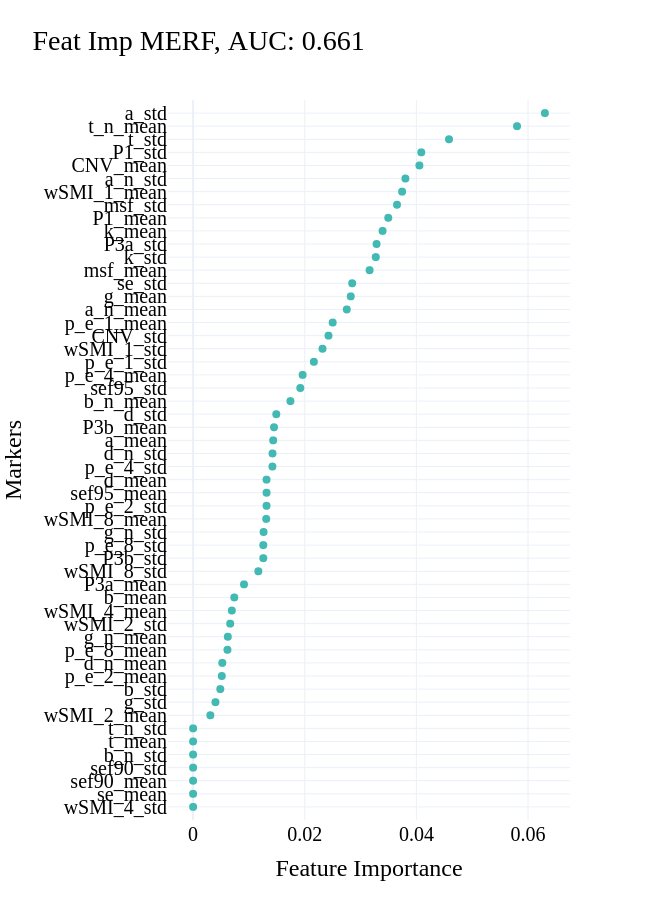 Feat Imp MERF, AUC: 0.661
a_std
t_n_mean
t_std
P1_std
CNV_mean
a_n_std
wSMI_1_mean
msf_std
P1_mean
k_mean
P3a_std
k_std
msf_mean
se_std
g_mean
a_n_mean
p_e_1_mean
CNV_std
wSMI_1_std
p_e_1_std
p_e_4_mean
sef95_std
b_n_mean
d_std
P3b_mean
a_mean
d_n_std
p_e_4_std
d_mean
sef95_mean
p_e_2_std
wSMI_8_mean
g_n_std
p_e_8_std
P3b_std
wSMI_8_std
P3a_mean
b_mean
wSMI_4_mean
wSMI_2_std
g_n_mean
p_e_8_mean
d_n_mean
p_e_2_mean
b_std
g_std
wSMI_2_mean
t_n_std
t_mean
b_n_std
sef90_std
sef90_mean
se_mean
wSMI_4_std
Markers
0 0.02 0.04 0.06
Feature Importance